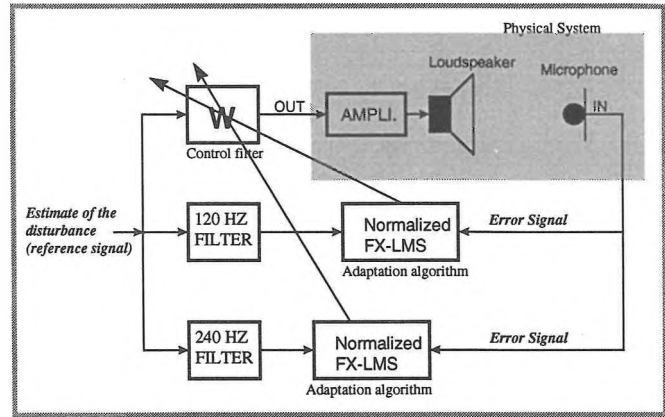 Physical System
Loudspeaker
Microphone
W
OUT
AMPLI.
IN
Control filter
Estimate of the
disturbance
(reference signal)
120 HZ
FILTER
Normalized
FX-LMS
Error Signal
Adaptation algorithm
240 HZ
FILTER
Normalized
FX-LMS
Error Signal
Adaptation algorithm